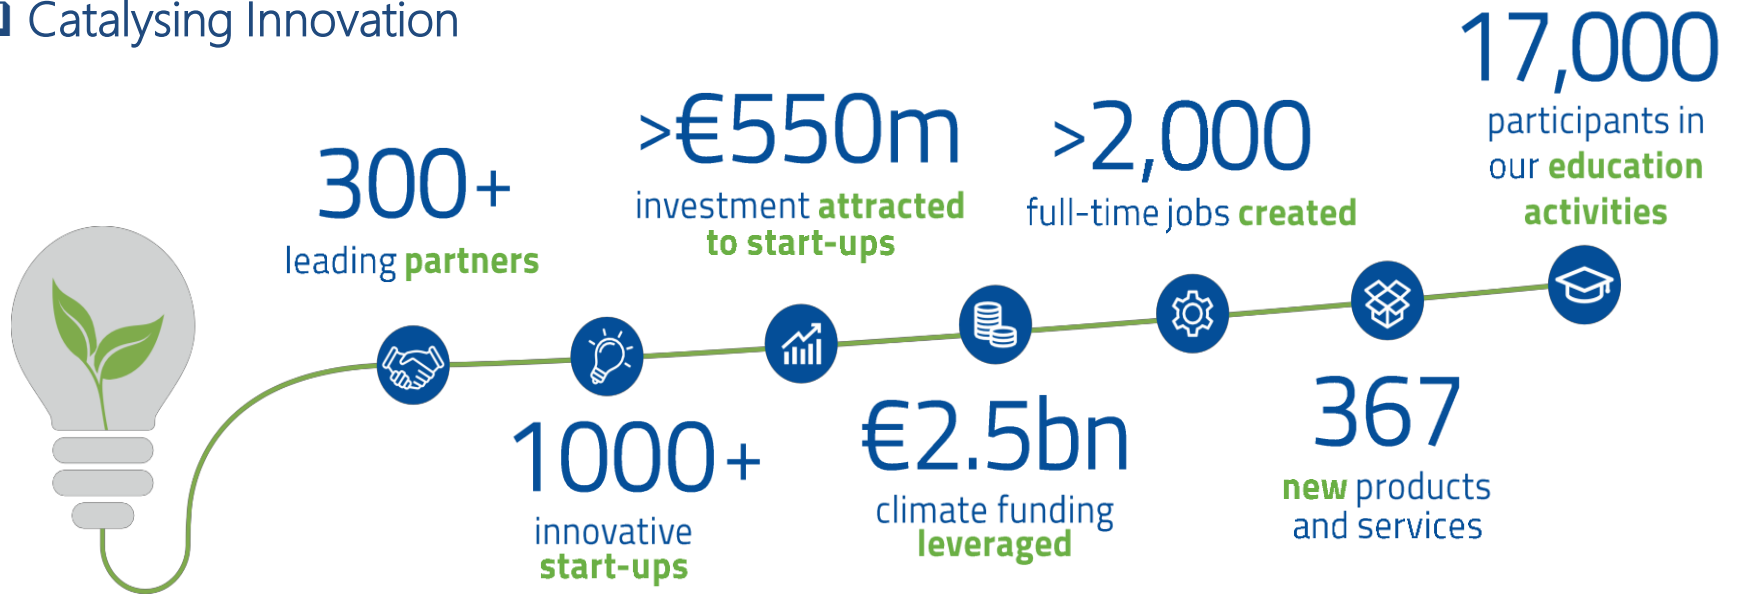 Catalysing Innovation
300+
leading partners
1000+
innovative
start-ups
>€550m
investment attracted
to start-ups
€2.5bn
climate funding
leveraged
>2,000
full-time jobs created
367
new products
and services
17,000
participants in
our education
activities